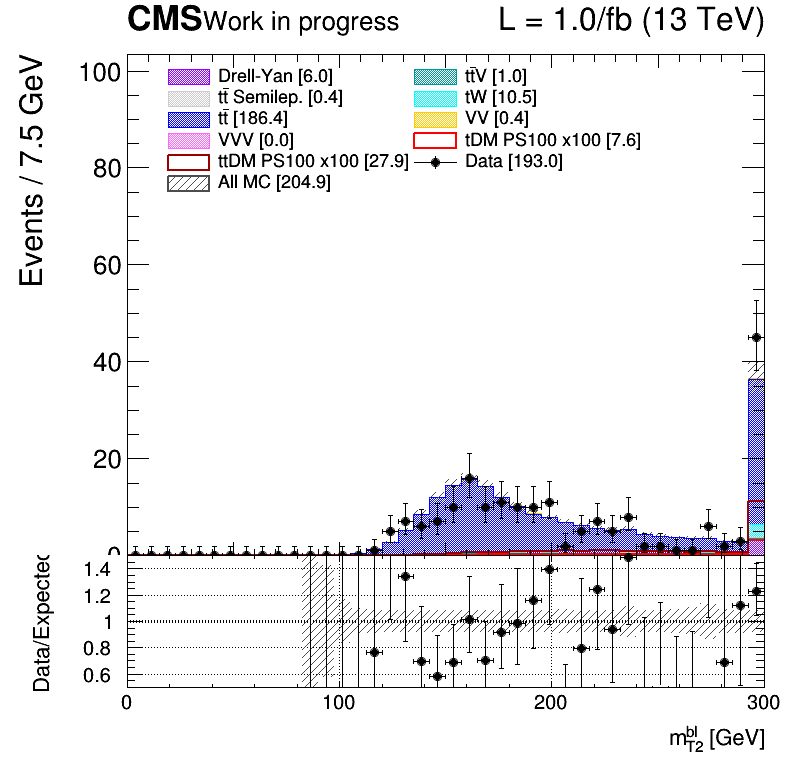 CMS Work in progress L = 1.0/fb (13 TeV)
Events / 7.5 GeV
100
80
60
40
20
0
Drell-Yan [6.0] tt̄V [1.0]
tt̄ Semilep. [0.4] tW [10.5]
tt̄ [186.4] VV [0.4]
VVV [0.0] tDM PS100 x100 [7.6]
ttDM PS100 x100 [27.9] Data [193.0]
All MC [204.9]
Data/Expected
1.4
1.2
1
0.8
0.6
0 100 200 300
m_{T2}^{bl} [GeV]